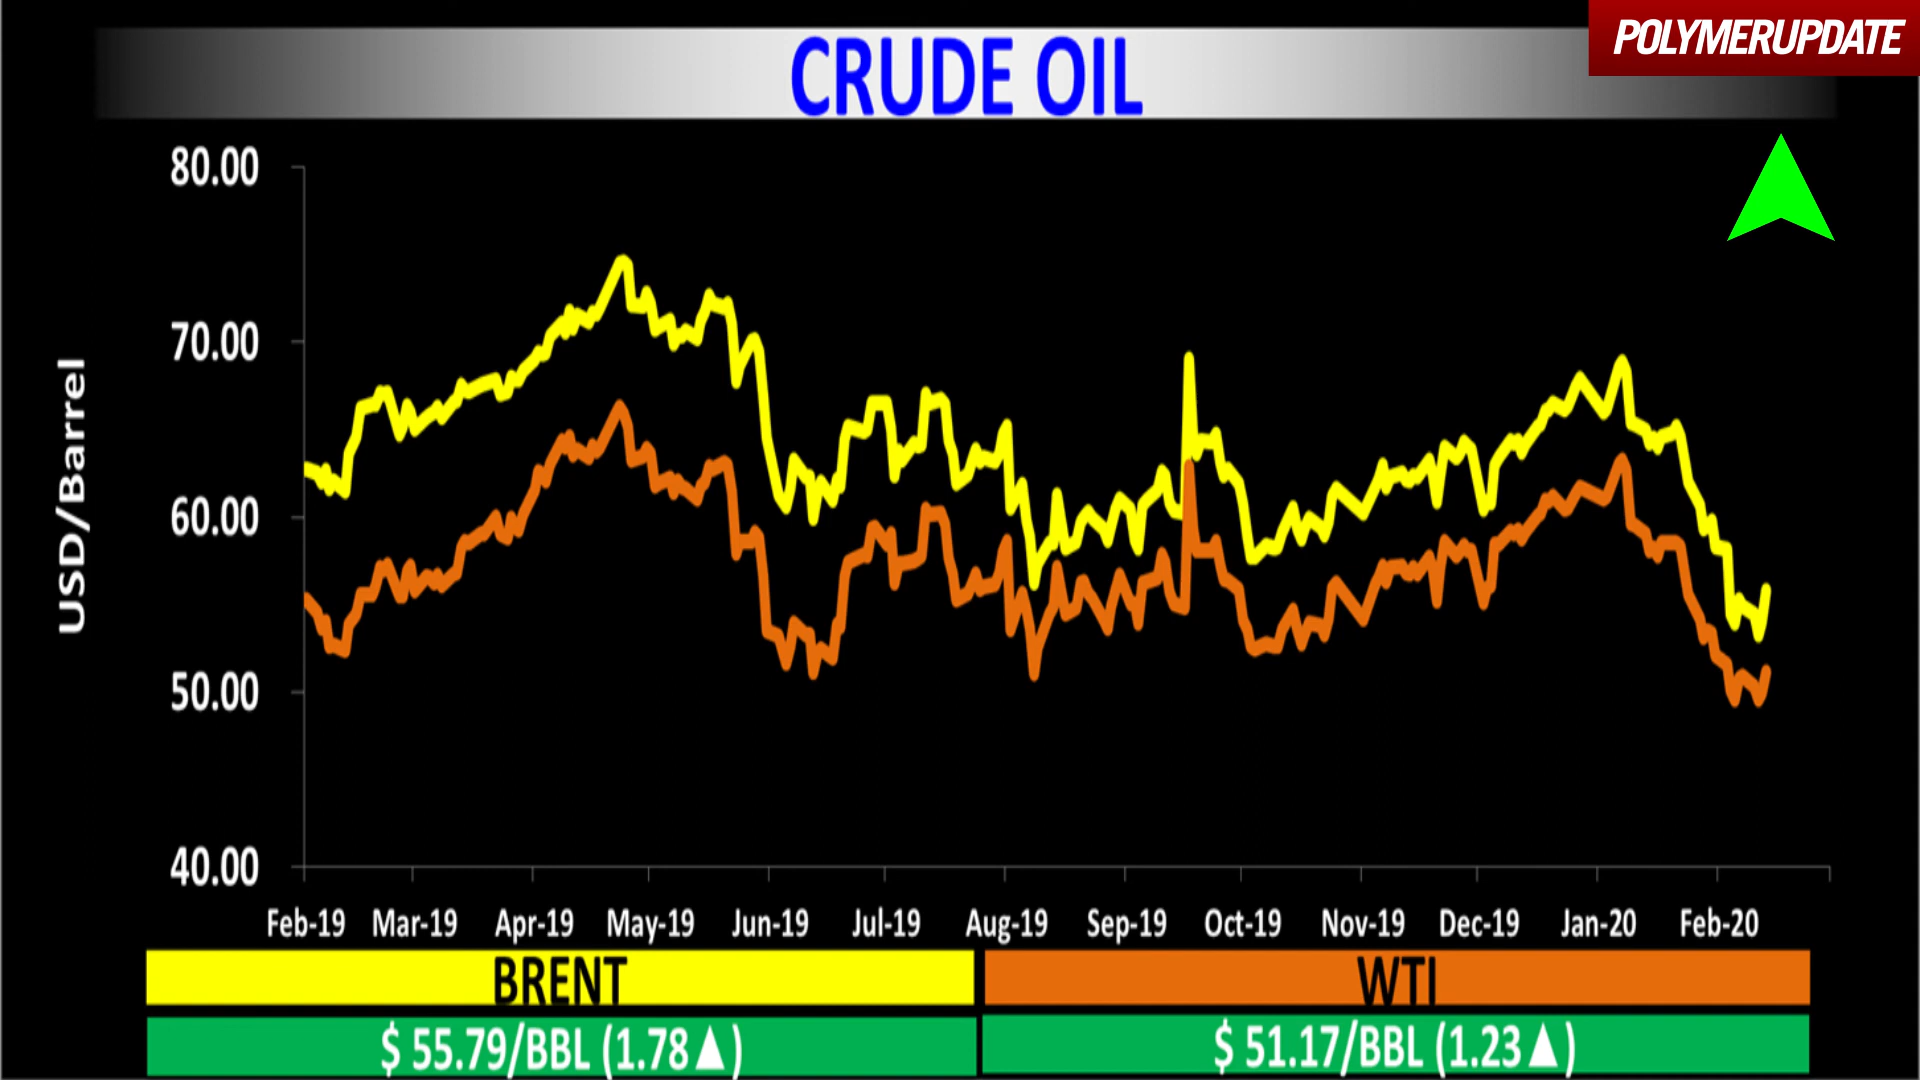 POLYMERUPDATE
CRUDE OIL
USD/Barrel
80.00
70.00
60.00
50.00
40.00
Feb-19 Mar-19 Apr-19 May-19 Jun-19 Jul-19 Aug-19 Sep-19 Oct-19 Nov-19 Dec-19 Jan-20 Feb-20
BRENT WTI
$ 55.79/BBL (1.78▲) $ 51.17/BBL (1.23▲)